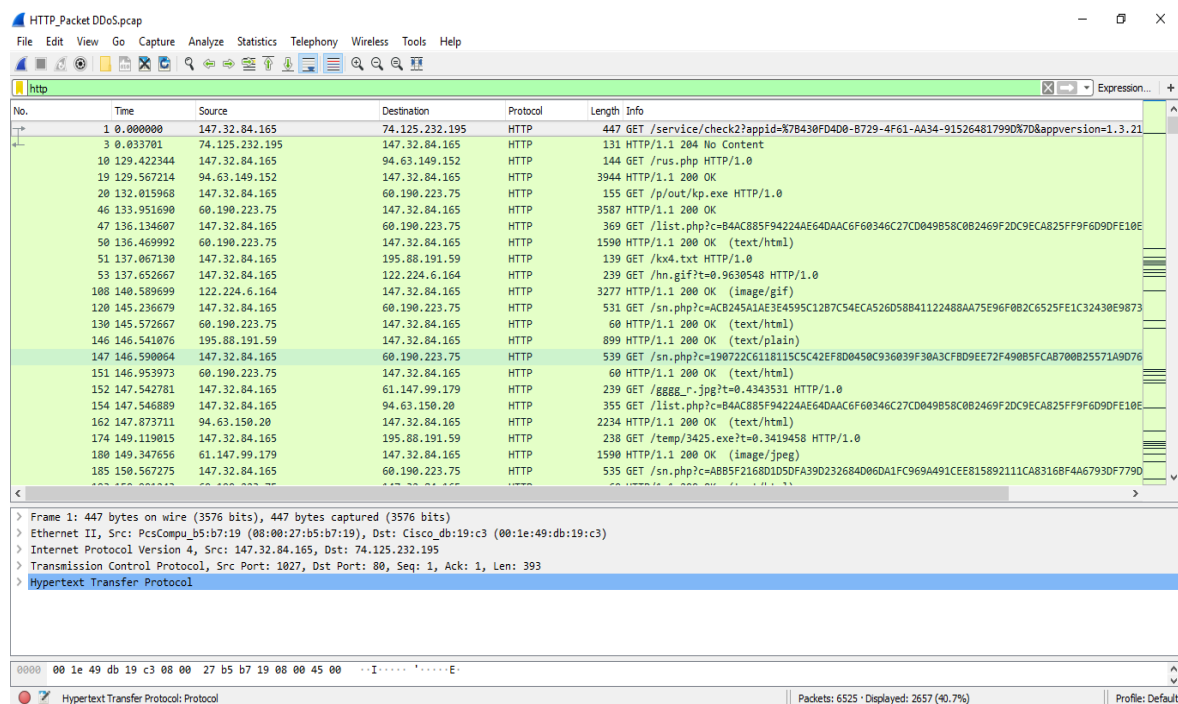 HTTP_Packet DDoS.pcap
File Edit View Go Capture Analyze Statistics Telephony Wireless Tools Help
http Expression... +
No. Time Source Destination Protocol Length Info
1 0.000000 147.32.84.165 74.125.232.195 HTTP 447 GET /service/check2?appid=%7B430FD4D0-B729-4F61-AA34-91526481799D%7D&appversion=1.3.21
3 0.033701 74.125.232.195 147.32.84.165 HTTP 131 HTTP/1.1 204 No Content
10 129.422344 147.32.84.165 94.63.149.152 HTTP 144 GET /rus.php HTTP/1.0
19 129.567214 94.63.149.152 147.32.84.165 HTTP 3944 HTTP/1.1 200 OK
20 132.015968 147.32.84.165 60.190.223.75 HTTP 155 GET /p/out/kp.exe HTTP/1.0
46 133.951690 60.190.223.75 147.32.84.165 HTTP 3587 HTTP/1.1 200 OK
47 136.134607 147.32.84.165 60.190.223.75 HTTP 369 GET /list.php?c=B4AC885F94224AE64DAAC6F60346C27CD049B58C0B2469F2DC9ECA825FF9F6D9DFE10E
50 136.469992 60.190.223.75 147.32.84.165 HTTP 1590 HTTP/1.1 200 OK (text/html)
51 137.067130 147.32.84.165 195.88.191.59 HTTP 139 GET /kx4.txt HTTP/1.0
53 137.652667 147.32.84.165 122.224.6.164 HTTP 239 GET /hn.gif?t=0.9630548 HTTP/1.0
108 140.589699 122.224.6.164 147.32.84.165 HTTP 3277 HTTP/1.1 200 OK (image/gif)
120 145.236679 147.32.84.165 60.190.223.75 HTTP 531 GET /sn.php?c=ACB245A1AE3E4595C12B7C54ECA526D58B41122488AA75E96F0B2C6525FE1C32430E9873
130 145.572667 60.190.223.75 147.32.84.165 HTTP 60 HTTP/1.1 200 OK (text/html)
146 146.541076 195.88.191.59 147.32.84.165 HTTP 899 HTTP/1.1 200 OK (text/plain)
147 146.590064 147.32.84.165 60.190.223.75 HTTP 539 GET /sn.php?c=190722C6118115C5C42EF8D0450C936039F30A3CFBD9EE72F490B5FCAB700B25571A9D76
151 146.953973 60.190.223.75 147.32.84.165 HTTP 60 HTTP/1.1 200 OK (text/html)
152 147.542781 147.32.84.165 61.147.99.179 HTTP 239 GET /gggg_r.jpg?t=0.4343531 HTTP/1.0
154 147.546889 147.32.84.165 94.63.150.20 HTTP 355 GET /list.php?c=B4AC885F94224AE64DAAC6F60346C27CD049B58C0B2469F2DC9ECA825FF9F6D9DFE10E
162 147.873711 94.63.150.20 147.32.84.165 HTTP 2234 HTTP/1.1 200 OK (text/html)
174 149.119015 147.32.84.165 195.88.191.59 HTTP 238 GET /temp/3425.exe?t=0.3419458 HTTP/1.0
180 149.347656 61.147.99.179 147.32.84.165 HTTP 1590 HTTP/1.1 200 OK (image/jpeg)
185 150.567275 147.32.84.165 60.190.223.75 HTTP 535 GET /sn.php?c=ABB5F2168D1D5DFA39D232684D06DA1FC969A491CEE815892111CA8316BF4A6793DF779D
> Frame 1: 447 bytes on wire (3576 bits), 447 bytes captured (3576 bits)
> Ethernet II, Src: PcsCompu_b5:b7:19 (08:00:27:b5:b7:19), Dst: Cisco_db:19:c3 (00:1e:49:db:19:c3)
> Internet Protocol Version 4, Src: 147.32.84.165, Dst: 74.125.232.195
> Transmission Control Protocol, Src Port: 1027, Dst Port: 80, Seq: 1, Ack: 1, Len: 393
> Hypertext Transfer Protocol
0000 00 1e 49 db 19 c3 08 00 27 b5 b7 19 08 00 45 00 ··I····· '·····E·
Hypertext Transfer Protocol: Protocol Packets: 6525 · Displayed: 2657 (40.7%) Profile: Default